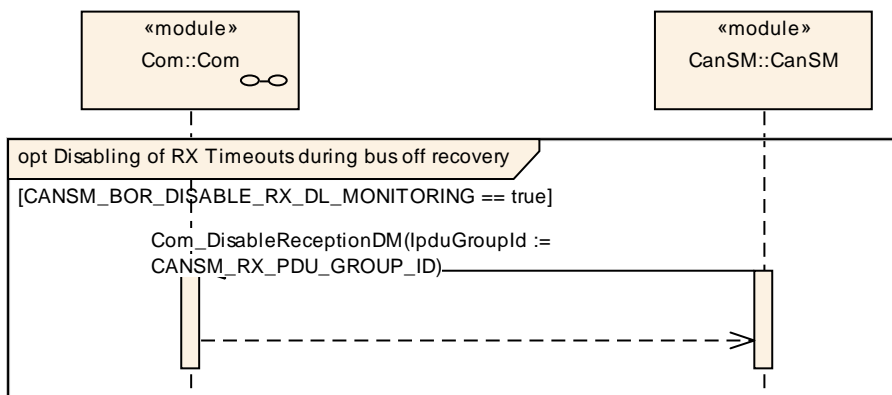 «module»
Com::Com
«module»
CanSM::CanSM
opt Disabling of RX Timeouts during bus off recovery
[CANSM_BOR_DISABLE_RX_DL_MONITORING == true]
Com_DisableReceptionDM(IpduGroupId :=
CANSM_RX_PDU_GROUP_ID)